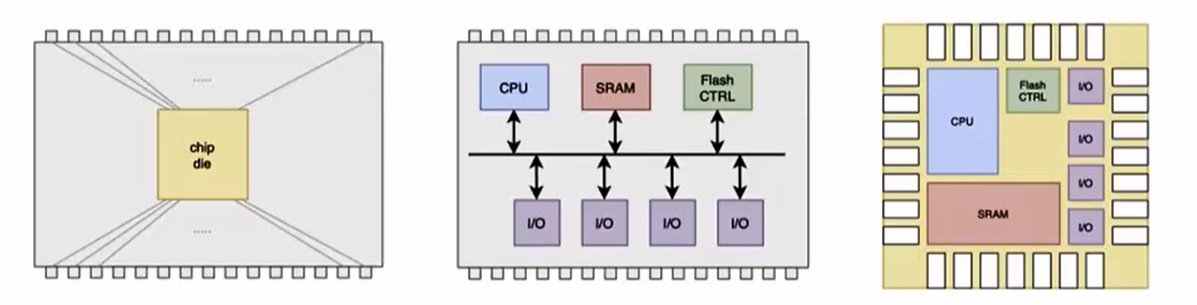 .....
chip
die
.....
CPU
SRAM
Flash
CTRL
I/O
I/O
I/O
I/O
CPU
Flash
CTRL
I/O
I/O
I/O
SRAM
I/O